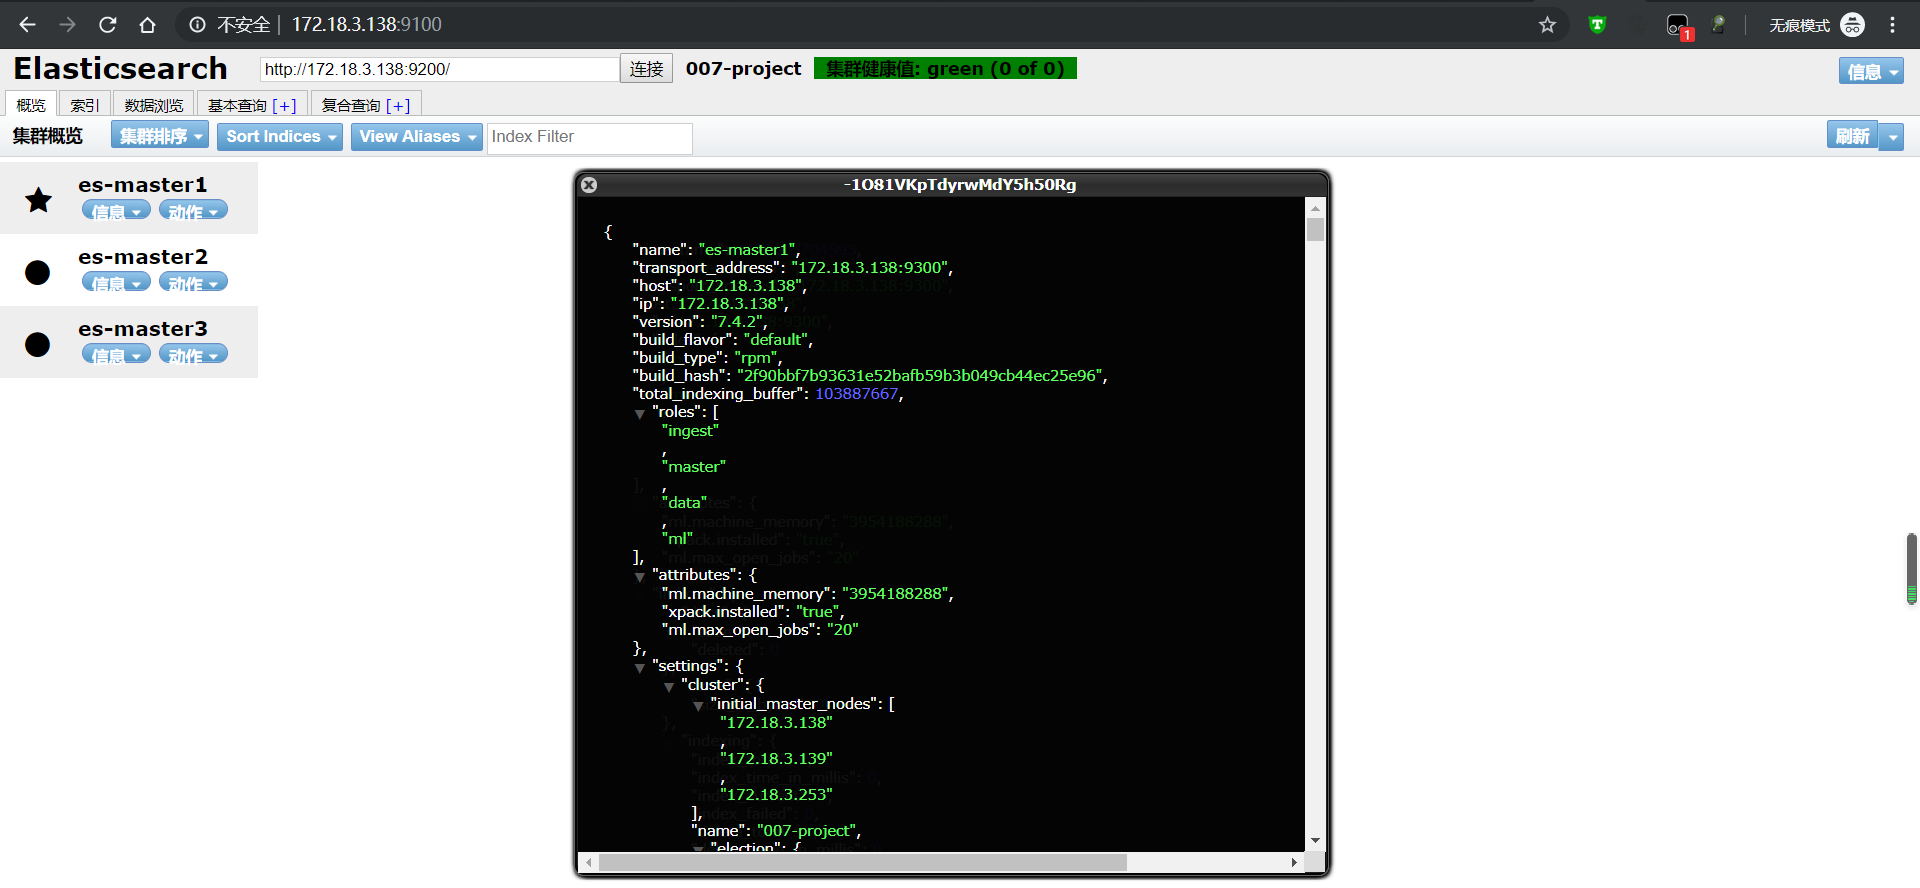 不安全 | 172.18.3.138:9100
1
无痕模式
Elasticsearch
http://172.18.3.138:9200/
连接
007-project
集群健康值: green (0 of 0)
信息
概览
索引
数据浏览
基本查询 [+]
复合查询 [+]
集群概览
集群排序
Sort Indices
View Aliases
Index Filter
刷新
es-master1
信息
动作
es-master2
信息
动作
es-master3
信息
动作
-1O81VKpTdyrwMdY5h50Rg
{
"name": "es-master1",
"transport_address": "172.18.3.138:9300",
"host": "172.18.3.138",
"ip": "172.18.3.138",
"version": "7.4.2",
"build_flavor": "default",
"build_type": "rpm",
"build_hash": "2f90bbf7b93631e52bafb59b3b049cb44ec25e96",
"total_indexing_buffer": 103887667,
"roles": [
"ingest"
,
"master"
,
"data"
,
"ml"
],
"attributes": {
"ml.machine_memory": "3954188288",
"xpack.installed": "true",
"ml.max_open_jobs": "20"
},
"settings": {
"cluster": {
"initial_master_nodes": [
"172.18.3.138"
,
"172.18.3.139"
,
"172.18.3.253"
],
"name": "007-project",
"election": {